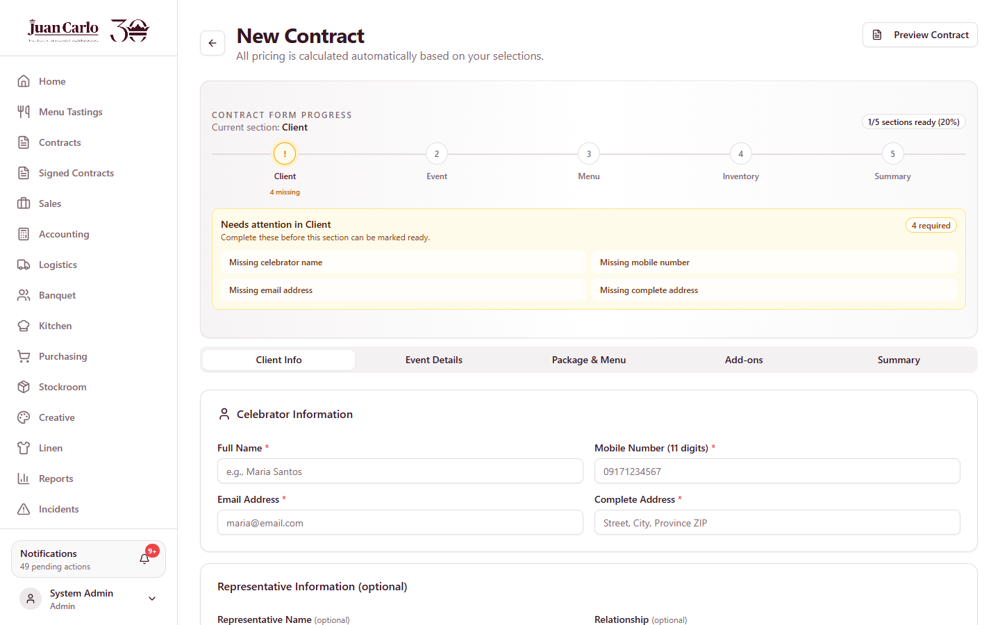 Juan Carlo 30
Home
Menu Tastings
Contracts
Signed Contracts
Sales
Accounting
Logistics
Banquet
Kitchen
Purchasing
Stockroom
Creative
Linen
Reports
Incidents
Notifications
9+
49 pending actions
System Admin
Admin
New Contract
All pricing is calculated automatically based on your selections.
Preview Contract
CONTRACT FORM PROGRESS
Current section: Client
1/5 sections ready (20%)
! 2 3 4 5
Client Event Menu Inventory Summary
4 missing
Needs attention in Client
4 required
Complete these before this section can be marked ready.
Missing celebrator name
Missing mobile number
Missing email address
Missing complete address
Client Info Event Details Package & Menu Add-ons Summary
Celebrator Information
Full Name *
Mobile Number (11 digits) *
e.g., Maria Santos
09171234567
Email Address *
Complete Address *
maria@email.com
Street, City, Province ZIP
Representative Information (optional)
Representative Name (optional)
Relationship (optional)